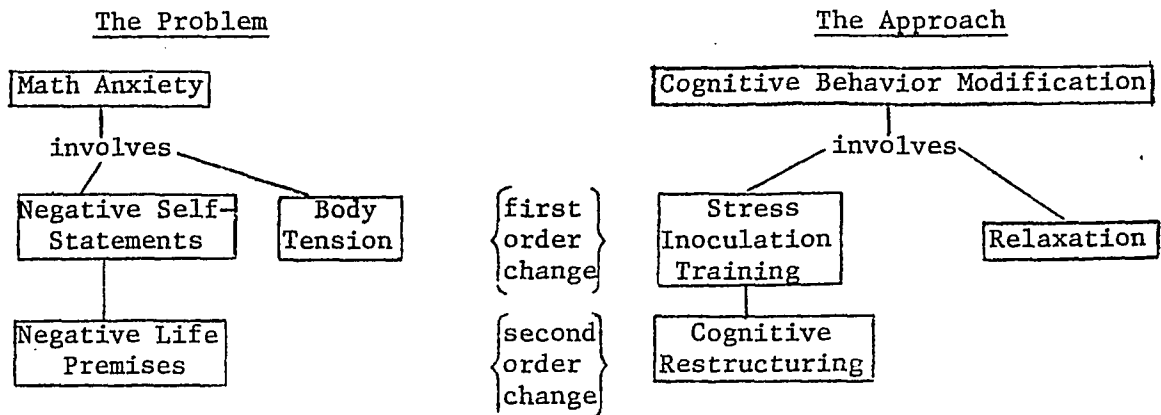 The Problem
Math Anxiety
involves
Negative Self-
Statements
Body
Tension
Negative Life
Premises
first
order
change
second
order
change
The Approach
Cognitive Behavior Modification
involves
Stress
Inoculation
Training
Relaxation
Cognitive
Restructuring